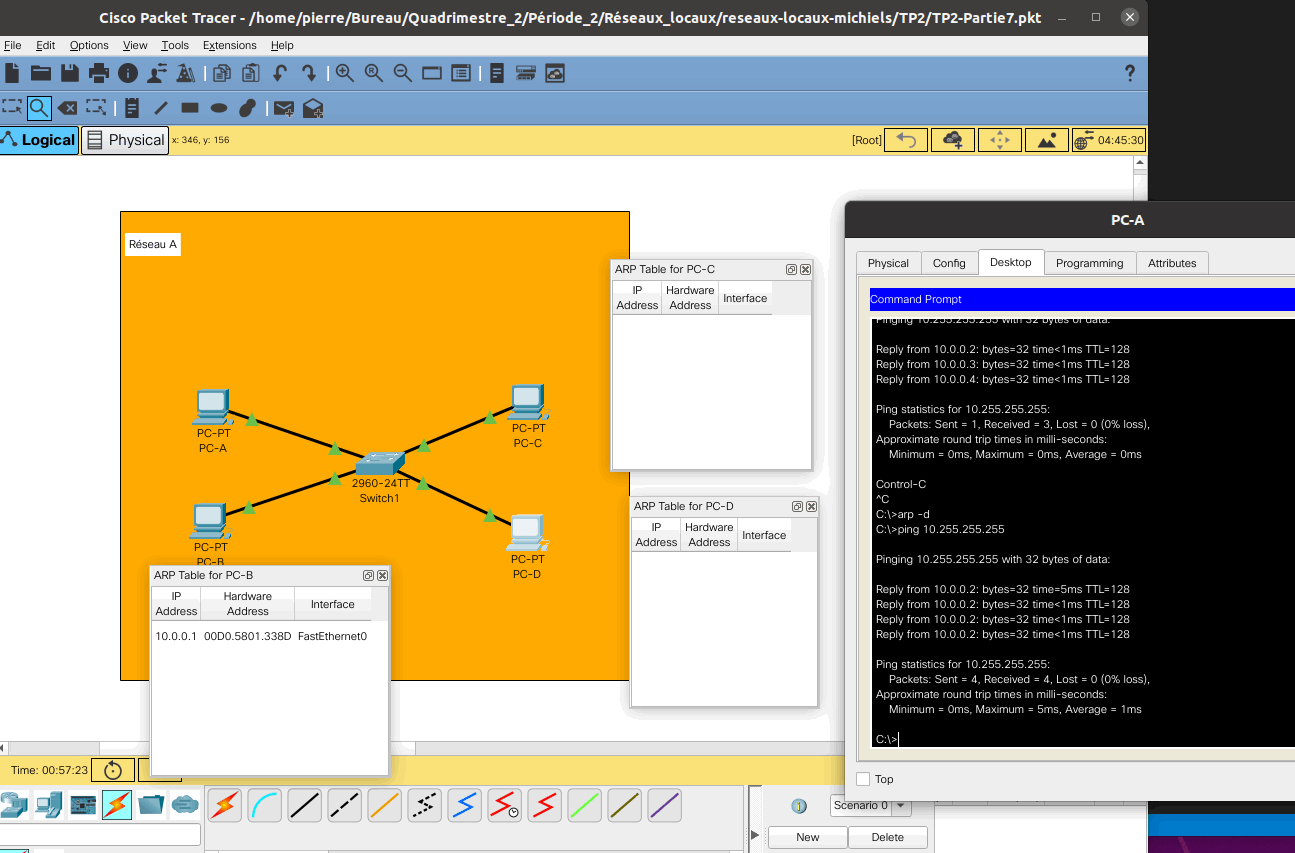 Cisco Packet Tracer - /home/pierre/Bureau/Quadrimestre_2/Période_2/Réseaux_locaux/reseaux-locaux-michiels/TP2/TP2-Partie7.pkt
File Edit Options View Tools Extensions Help
?
Logical Physical x: 346, y: 156
[Root] 04:45:30
Réseau A
PC-PT
PC-A
PC-PT
PC-C
2960-24TT
Switch1
PC-PT
PC-B
PC-PT
PC-D
ARP Table for PC-C
IP Address Hardware Address Interface
ARP Table for PC-D
IP Address Hardware Address Interface
ARP Table for PC-B
IP Address Hardware Address Interface
10.0.0.1 00D0.5801.338D FastEthernet0
PC-A
Physical Config Desktop Programming Attributes
Command Prompt
Pinging 10.255.255.255 with 32 bytes of data:
Reply from 10.0.0.2: bytes=32 time<1ms TTL=128
Reply from 10.0.0.3: bytes=32 time<1ms TTL=128
Reply from 10.0.0.4: bytes=32 time<1ms TTL=128
Ping statistics for 10.255.255.255:
Packets: Sent = 1, Received = 3, Lost = 0 (0% loss),
Approximate round trip times in milli-seconds:
Minimum = 0ms, Maximum = 0ms, Average = 0ms
Control-C
^C
C:\>arp -d
C:\>ping 10.255.255.255
Pinging 10.255.255.255 with 32 bytes of data:
Reply from 10.0.0.2: bytes=32 time=5ms TTL=128
Reply from 10.0.0.2: bytes=32 time<1ms TTL=128
Reply from 10.0.0.2: bytes=32 time<1ms TTL=128
Reply from 10.0.0.2: bytes=32 time<1ms TTL=128
Ping statistics for 10.255.255.255:
Packets: Sent = 4, Received = 4, Lost = 0 (0% loss),
Approximate round trip times in milli-seconds:
Minimum = 0ms, Maximum = 5ms, Average = 1ms
C:\>
Top
Time: 00:57:23
Scenario 0
New Delete